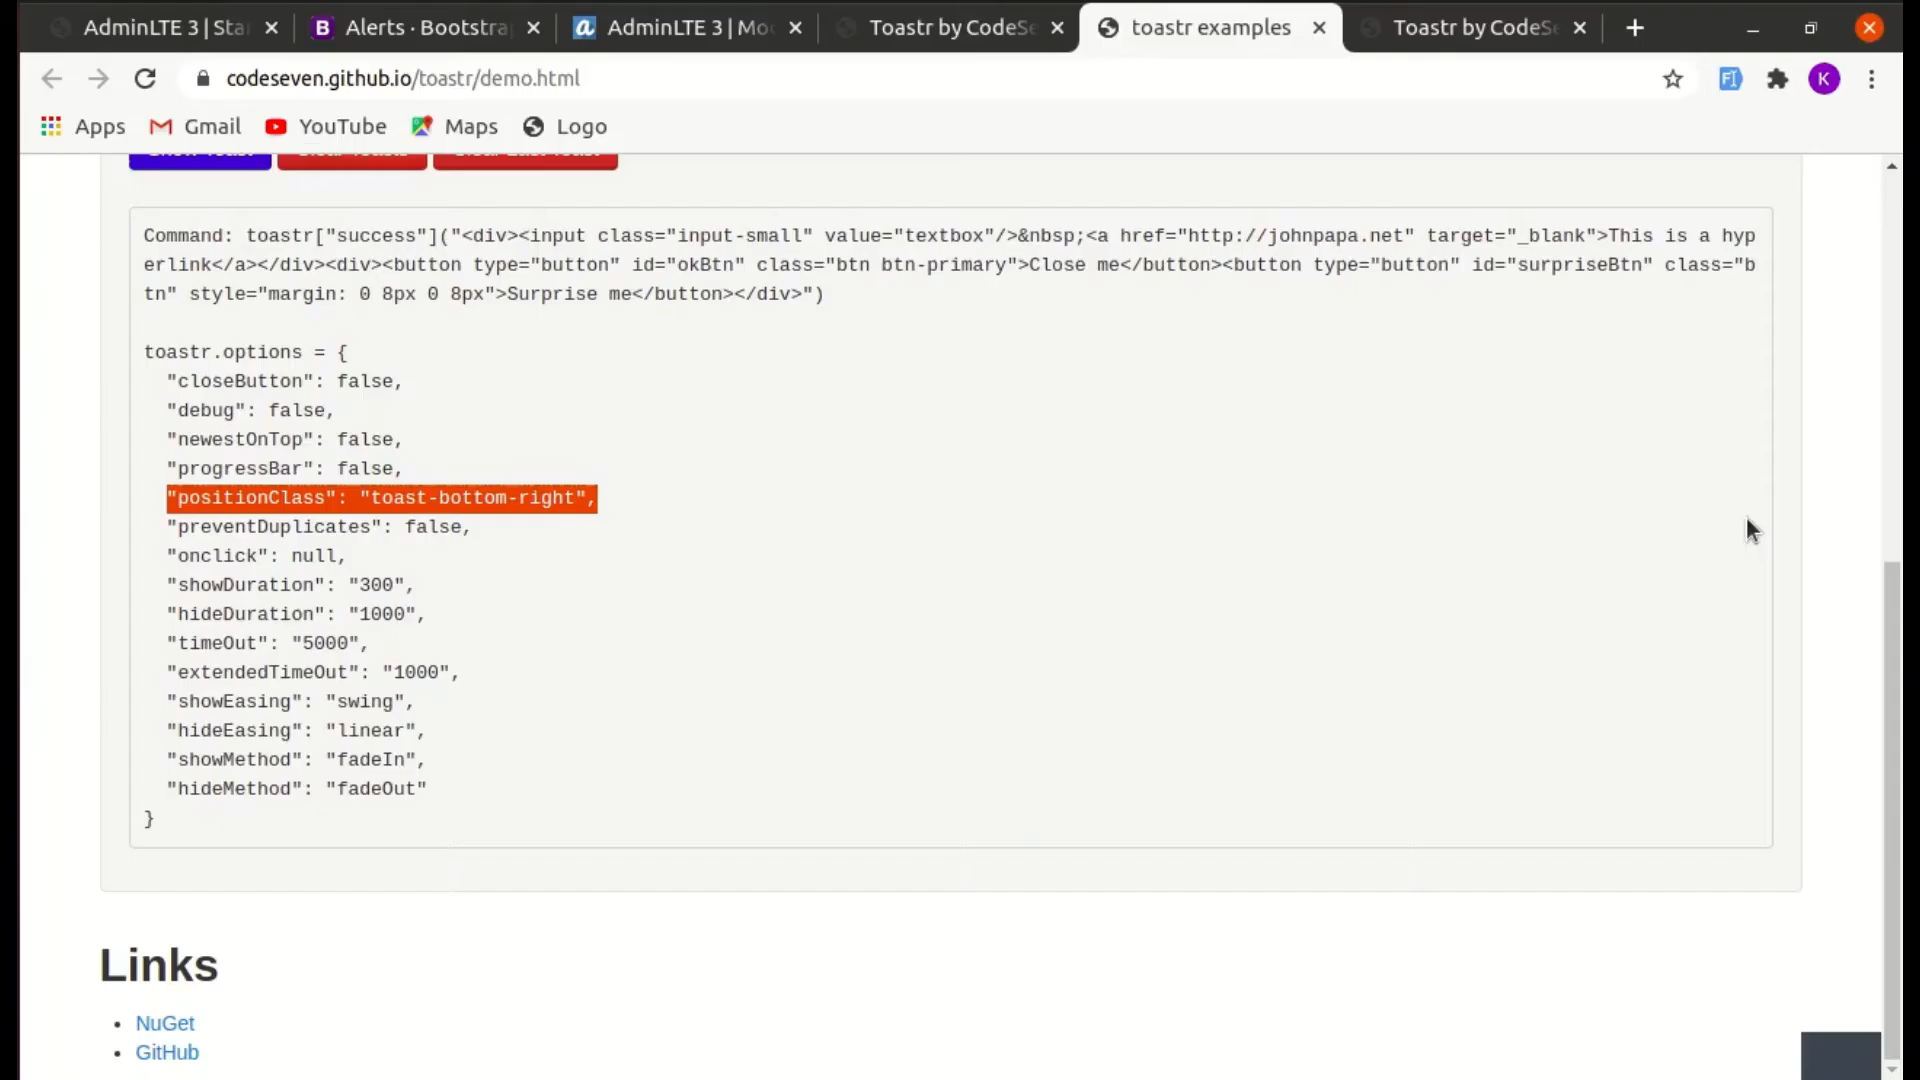 AdminLTE 3 | Sta
Alerts · Bootstra
AdminLTE 3 | Mo
Toastr by CodeSe
toastr examples
Toastr by CodeSe
codeseven.github.io/toastr/demo.html
K
Apps
Gmail
YouTube
Maps
Logo
Command: toastr["success"]("<div><input class="input-small" value="textbox"/>&nbsp;<a href="http://johnpapa.net" target="_blank">This is a hyp
erlink</a></div><div><button type="button" id="okBtn" class="btn btn-primary">Close me</button><button type="button" id="surpriseBtn" class="b
tn" style="margin: 0 8px 0 8px">Surprise me</button></div>")
toastr.options = {
"closeButton": false,
"debug": false,
"newestOnTop": false,
"progressBar": false,
"positionClass": "toast-bottom-right",
"preventDuplicates": false,
"onclick": null,
"showDuration": "300",
"hideDuration": "1000",
"timeOut": "5000",
"extendedTimeOut": "1000",
"showEasing": "swing",
"hideEasing": "linear",
"showMethod": "fadeIn",
"hideMethod": "fadeOut"
}
Links
NuGet
GitHub